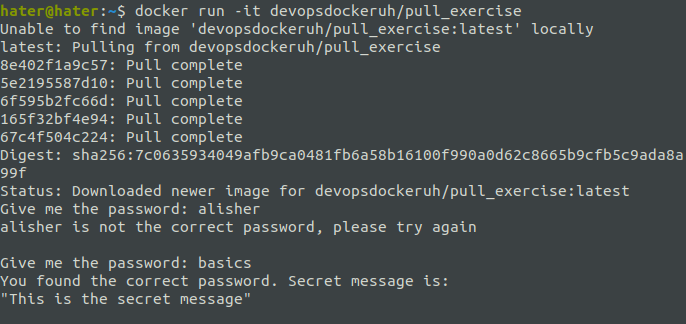 hater@hater:~$ docker run -it devopsdockeruh/pull_exercise
Unable to find image 'devopsdockeruh/pull_exercise:latest' locally
latest: Pulling from devopsdockeruh/pull_exercise
8e402f1a9c57: Pull complete
5e2195587d10: Pull complete
6f595b2fc66d: Pull complete
165f32bf4e94: Pull complete
67c4f504c224: Pull complete
Digest: sha256:7c0635934049afb9ca0481fb6a58b16100f990a0d62c8665b9cfb5c9ada8a
99f
Status: Downloaded newer image for devopsdockeruh/pull_exercise:latest
Give me the password: alisher
alisher is not the correct password, please try again
Give me the password: basics
You found the correct password. Secret message is:
"This is the secret message"